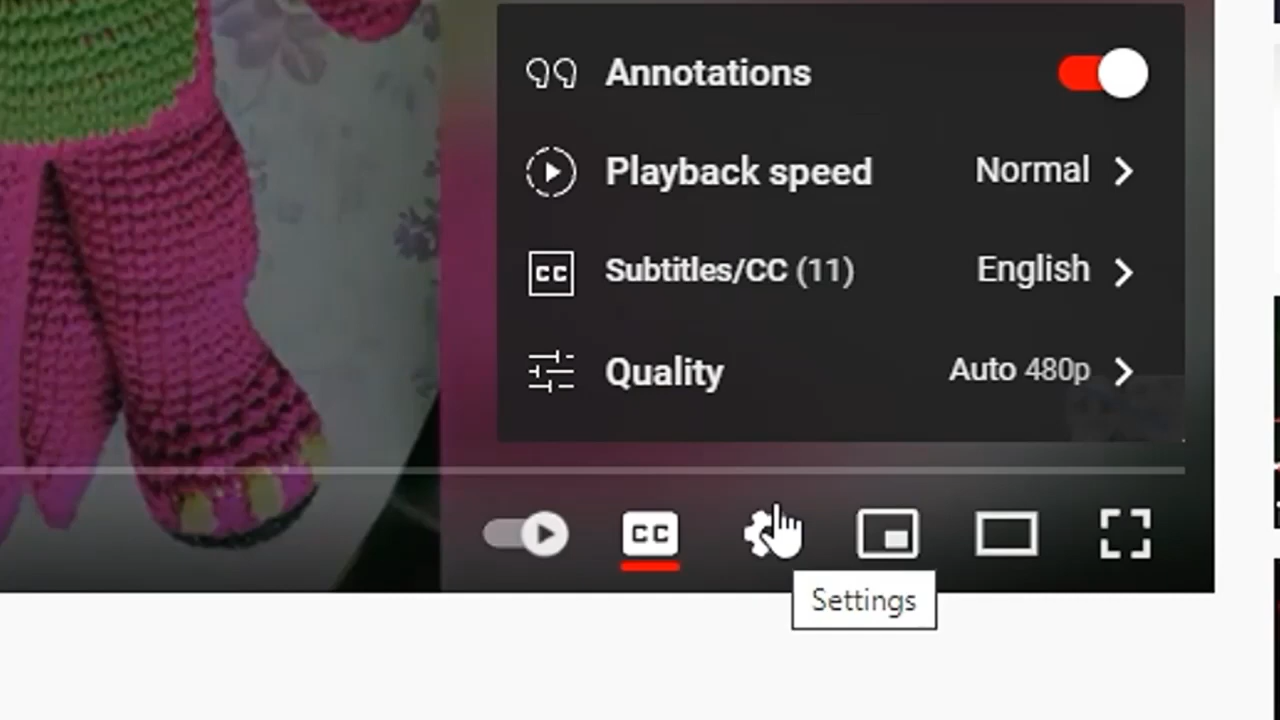 Annotations
Playback speed Normal
Subtitles/CC (11) English
Quality Auto 480p
CC
Settings